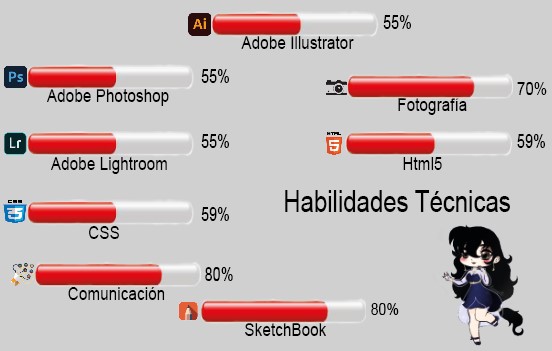 Ai
55%
Adobe Illustrator
Ps
55%
Adobe Photoshop
70%
Fotografía
Lr
55%
Adobe Lightroom
HTML
5
59%
Html5
CSS
59%
CSS
Habilidades Técnicas
80%
Comunicación
80%
SketchBook